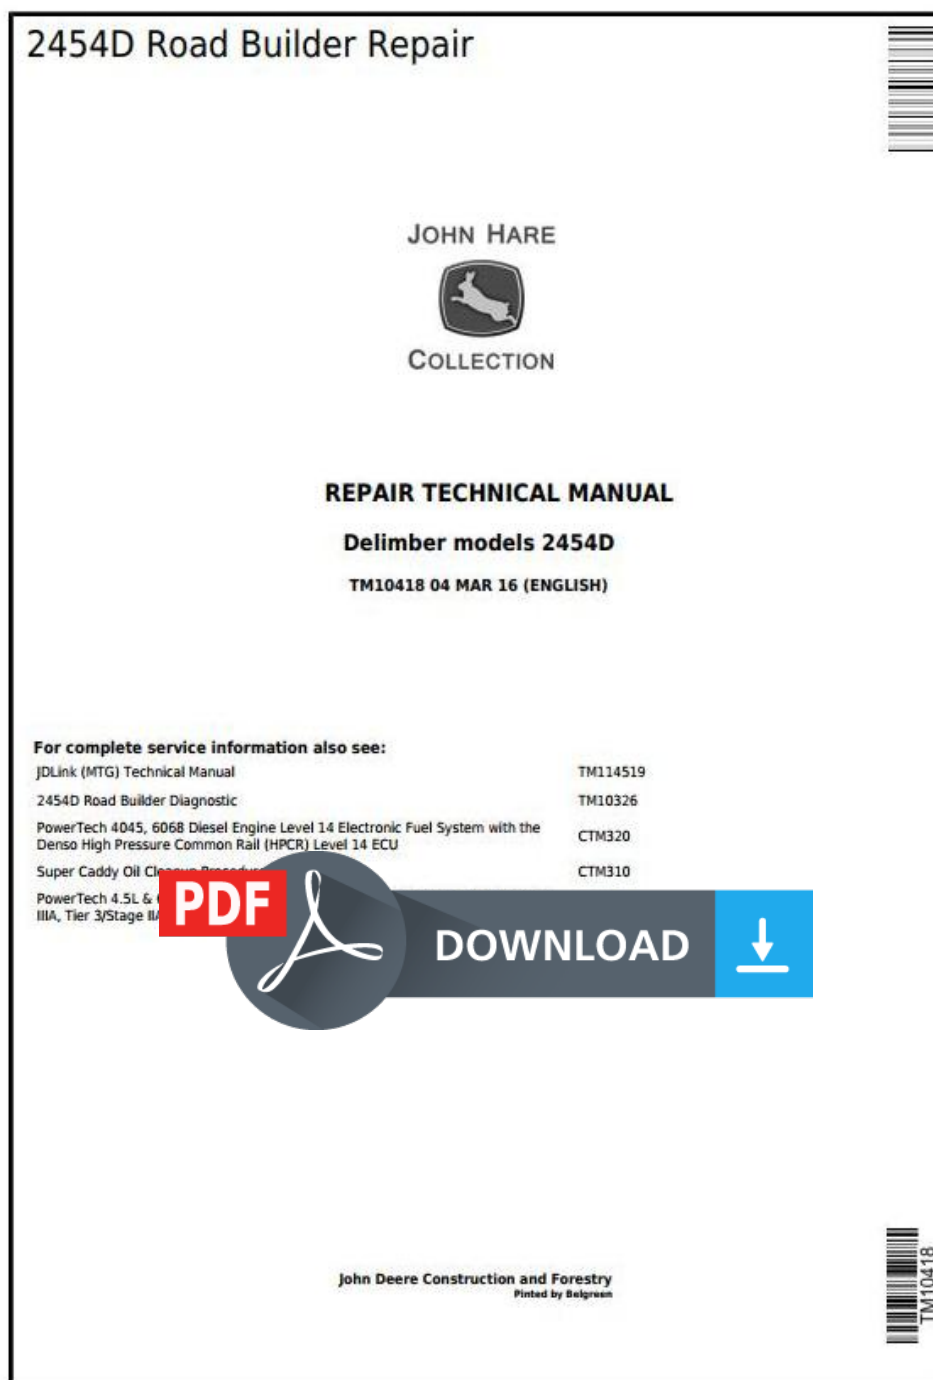 2454D Road Builder Repair
JOHN HARE
COLLECTION
REPAIR TECHNICAL MANUAL
Delimber models 2454D
TM10418 04 MAR 16 (ENGLISH)
For complete service information also see:
JDLink (MTG) Technical Manual TM114519
2454D Road Builder Diagnostic TM10326
PowerTech 4045, 6068 Diesel Engine Level 14 Electronic Fuel System with the
Denso High Pressure Common Rail (HPCR) Level 14 ECU CTM320
Super Caddy Oil CTM310
PowerTech 4.5L &
IIIA, Tier 3/Stage
PDF
DOWNLOAD
John Deere Construction and Forestry
Pinted by Belgreen
TM10418